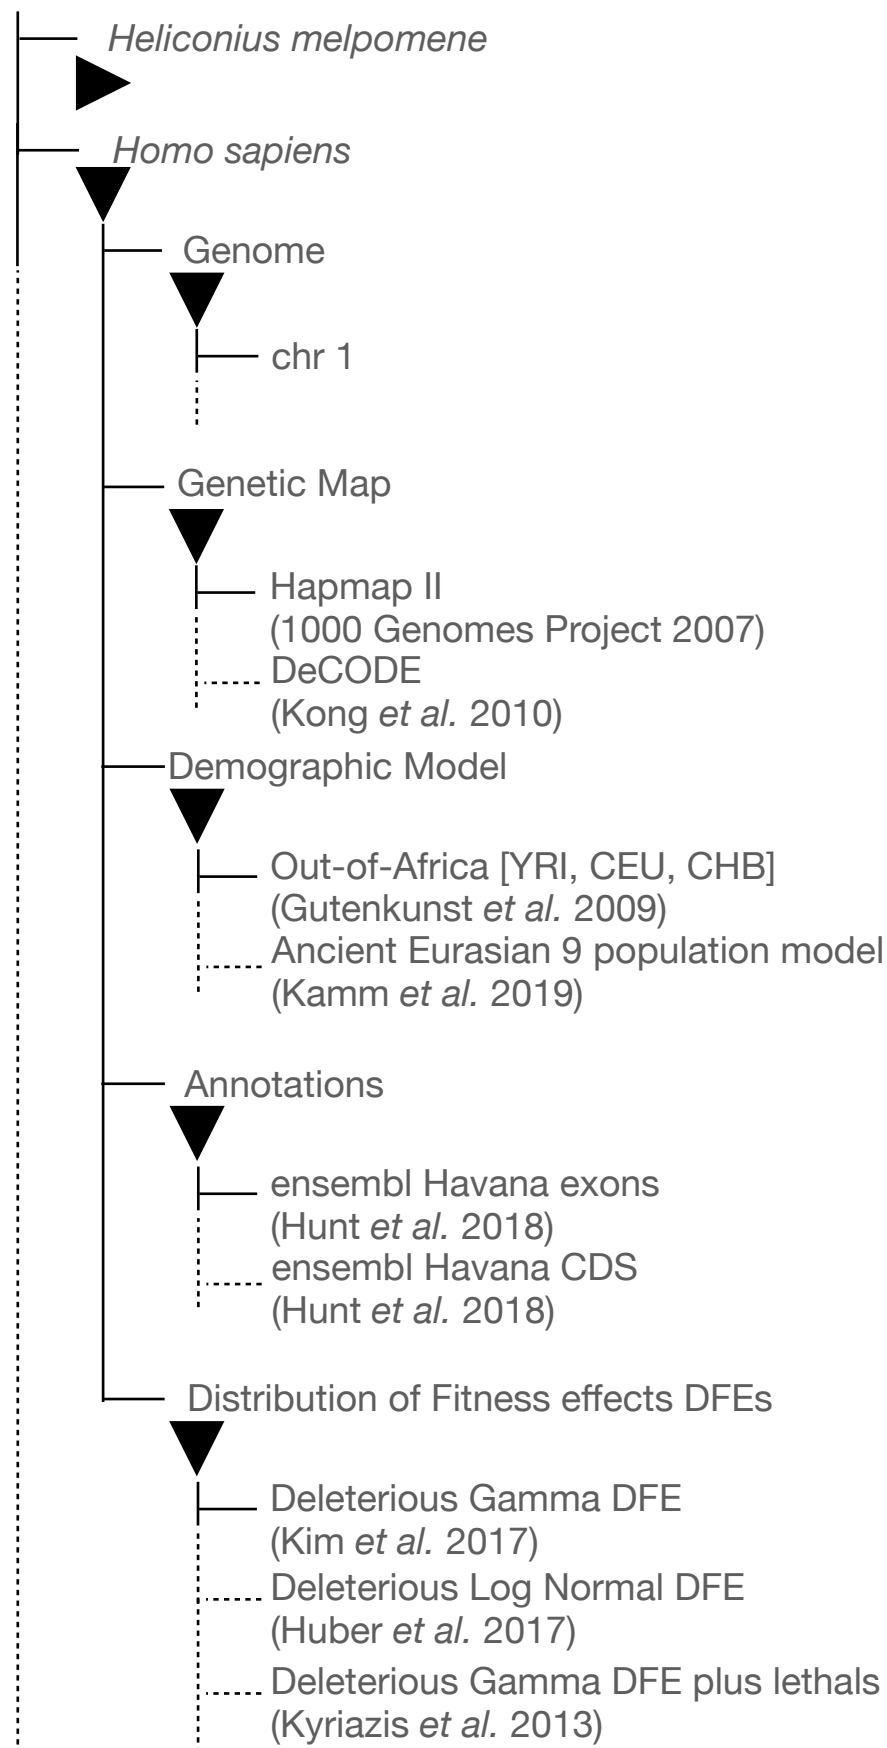 Heliconius melpomene
Homo sapiens
Genome
chr 1
Genetic Map
Hapmap II
(1000 Genomes Project 2007)
DeCODE
(Kong et al. 2010)
Demographic Model
Out-of-Africa [YRI, CEU, CHB]
(Gutenkunst et al. 2009)
Ancient Eurasian 9 population model
(Kamm et al. 2019)
Annotations
ensembl Havana exons
(Hunt et al. 2018)
ensembl Havana CDS
(Hunt et al. 2018)
Distribution of Fitness effects DFEs
Deleterious Gamma DFE
(Kim et al. 2017)
Deleterious Log Normal DFE
(Huber et al. 2017)
Deleterious Gamma DFE plus lethals
(Kyriazis et al. 2013)